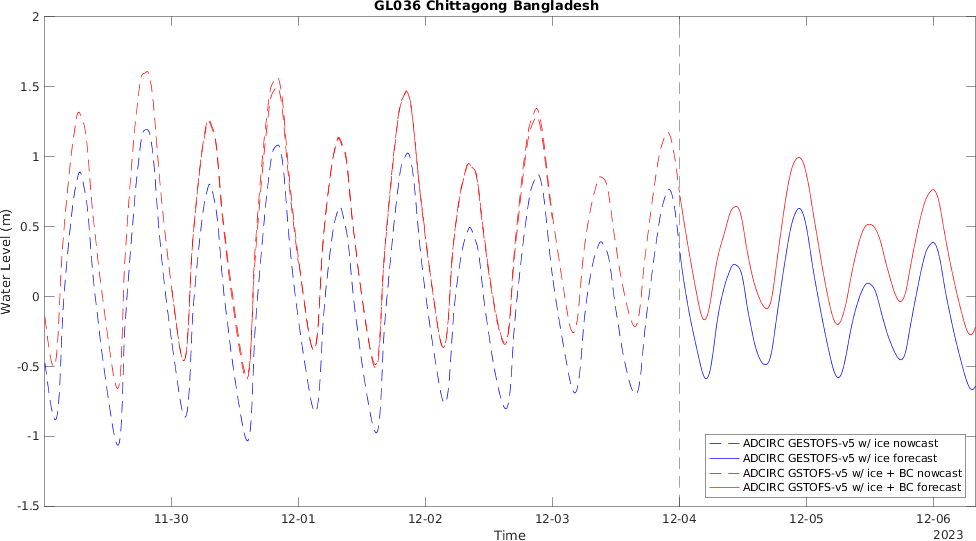 GL036 Chittagong Bangladesh
2
1.5
1
0.5
0
-0.5
-1
-1.5
Water Level (m)
11-30
12-01
12-02
12-03
12-04
12-05
12-06
Time
2023
ADCIRC GESTOFS-v5 w/ ice nowcast
ADCIRC GESTOFS-v5 w/ ice forecast
ADCIRC GSTOFS-v5 w/ ice + BC nowcast
ADCIRC GSTOFS-v5 w/ ice + BC forecast